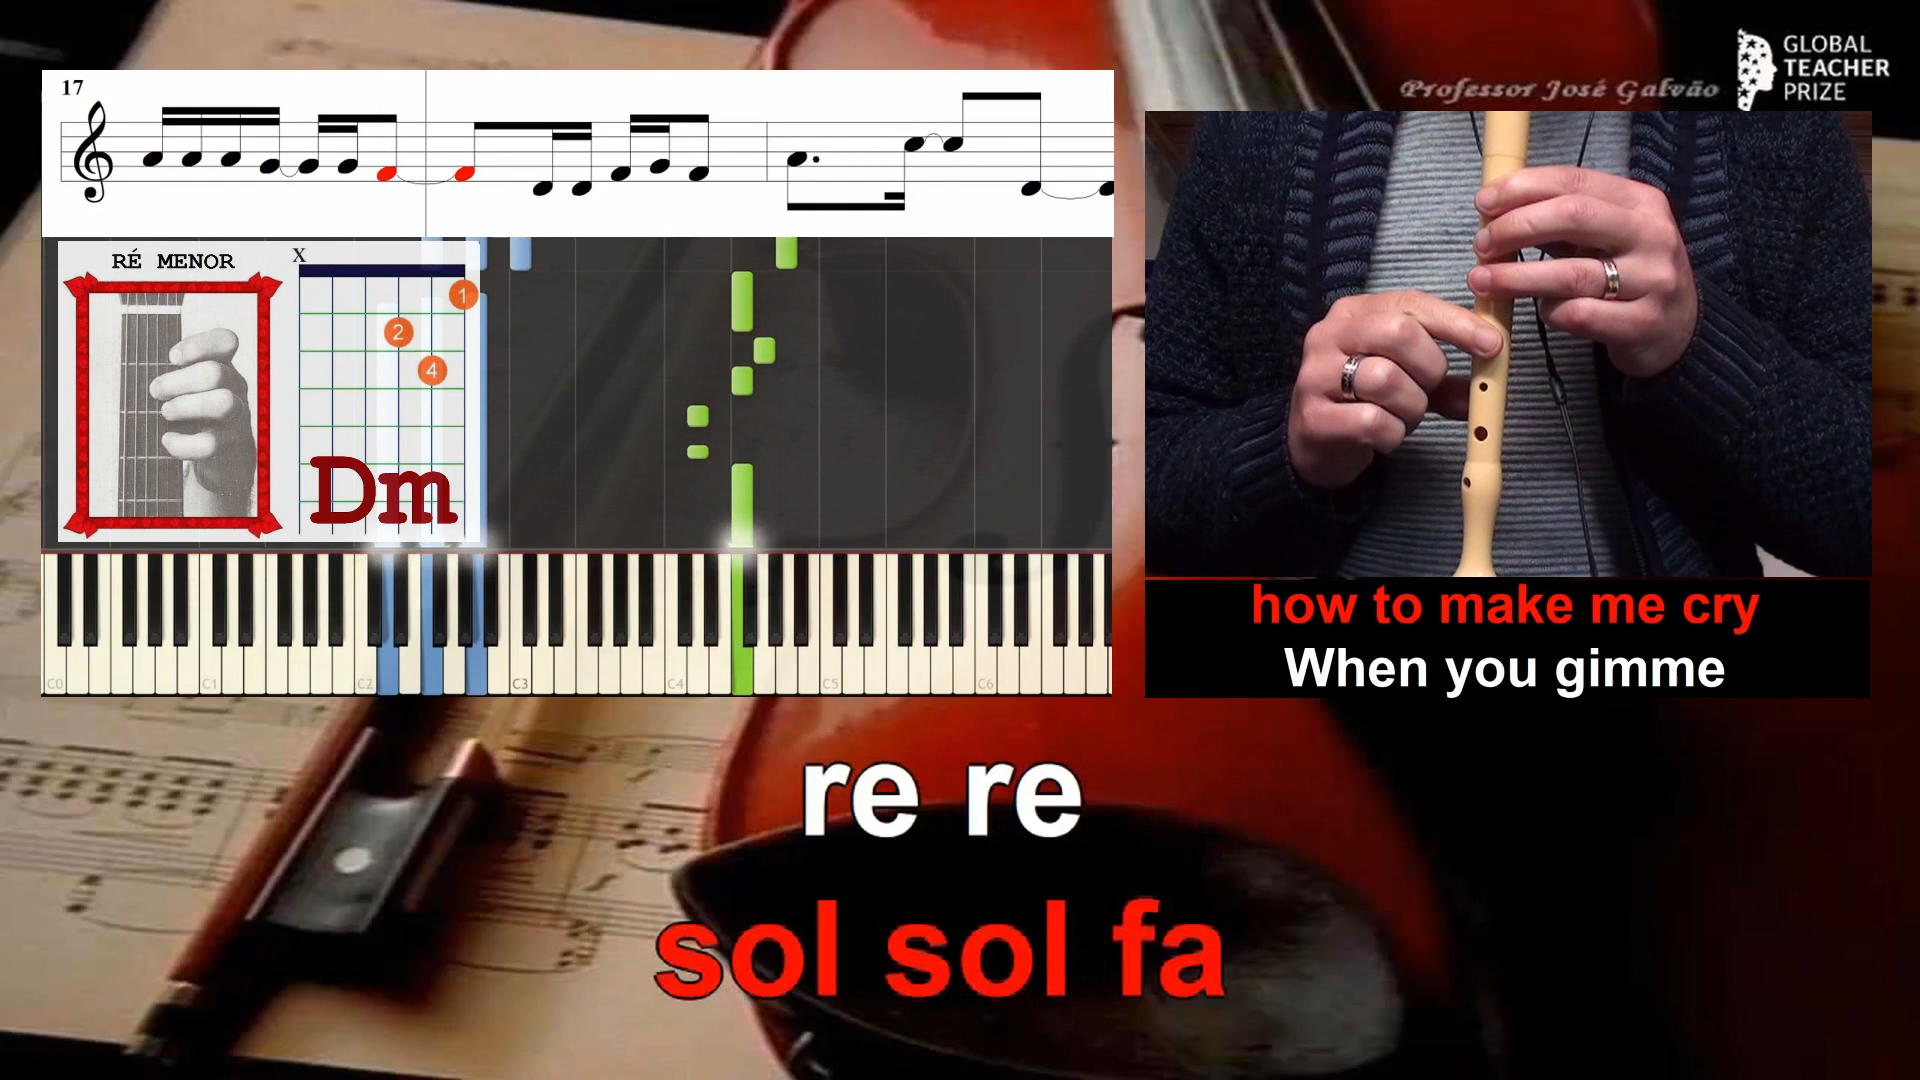 Professor José Galvão
GLOBAL
TEACHER
PRIZE
17
RÉ MENOR
X
1
2
4
Dm
C0
C1
C2
C3
C4
C5
C6
how to make me cry
When you gimme
re re
sol sol fa